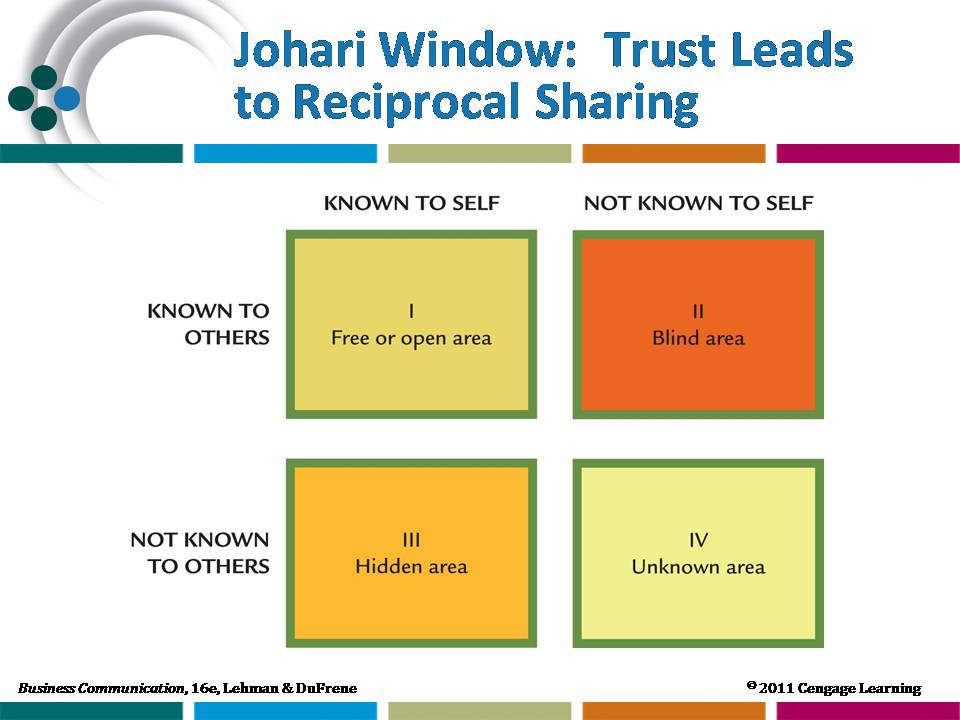 Johari Window: Trust Leads
to Reciprocal Sharing
KNOWN TO SELF
NOT KNOWN TO SELF
KNOWN TO
OTHERS
I
Free or open area
II
Blind area
NOT KNOWN
TO OTHERS
III
Hidden area
IV
Unknown area
Business Communication, 16e, Lehman & DuFrene
© 2011 Cengage Learning